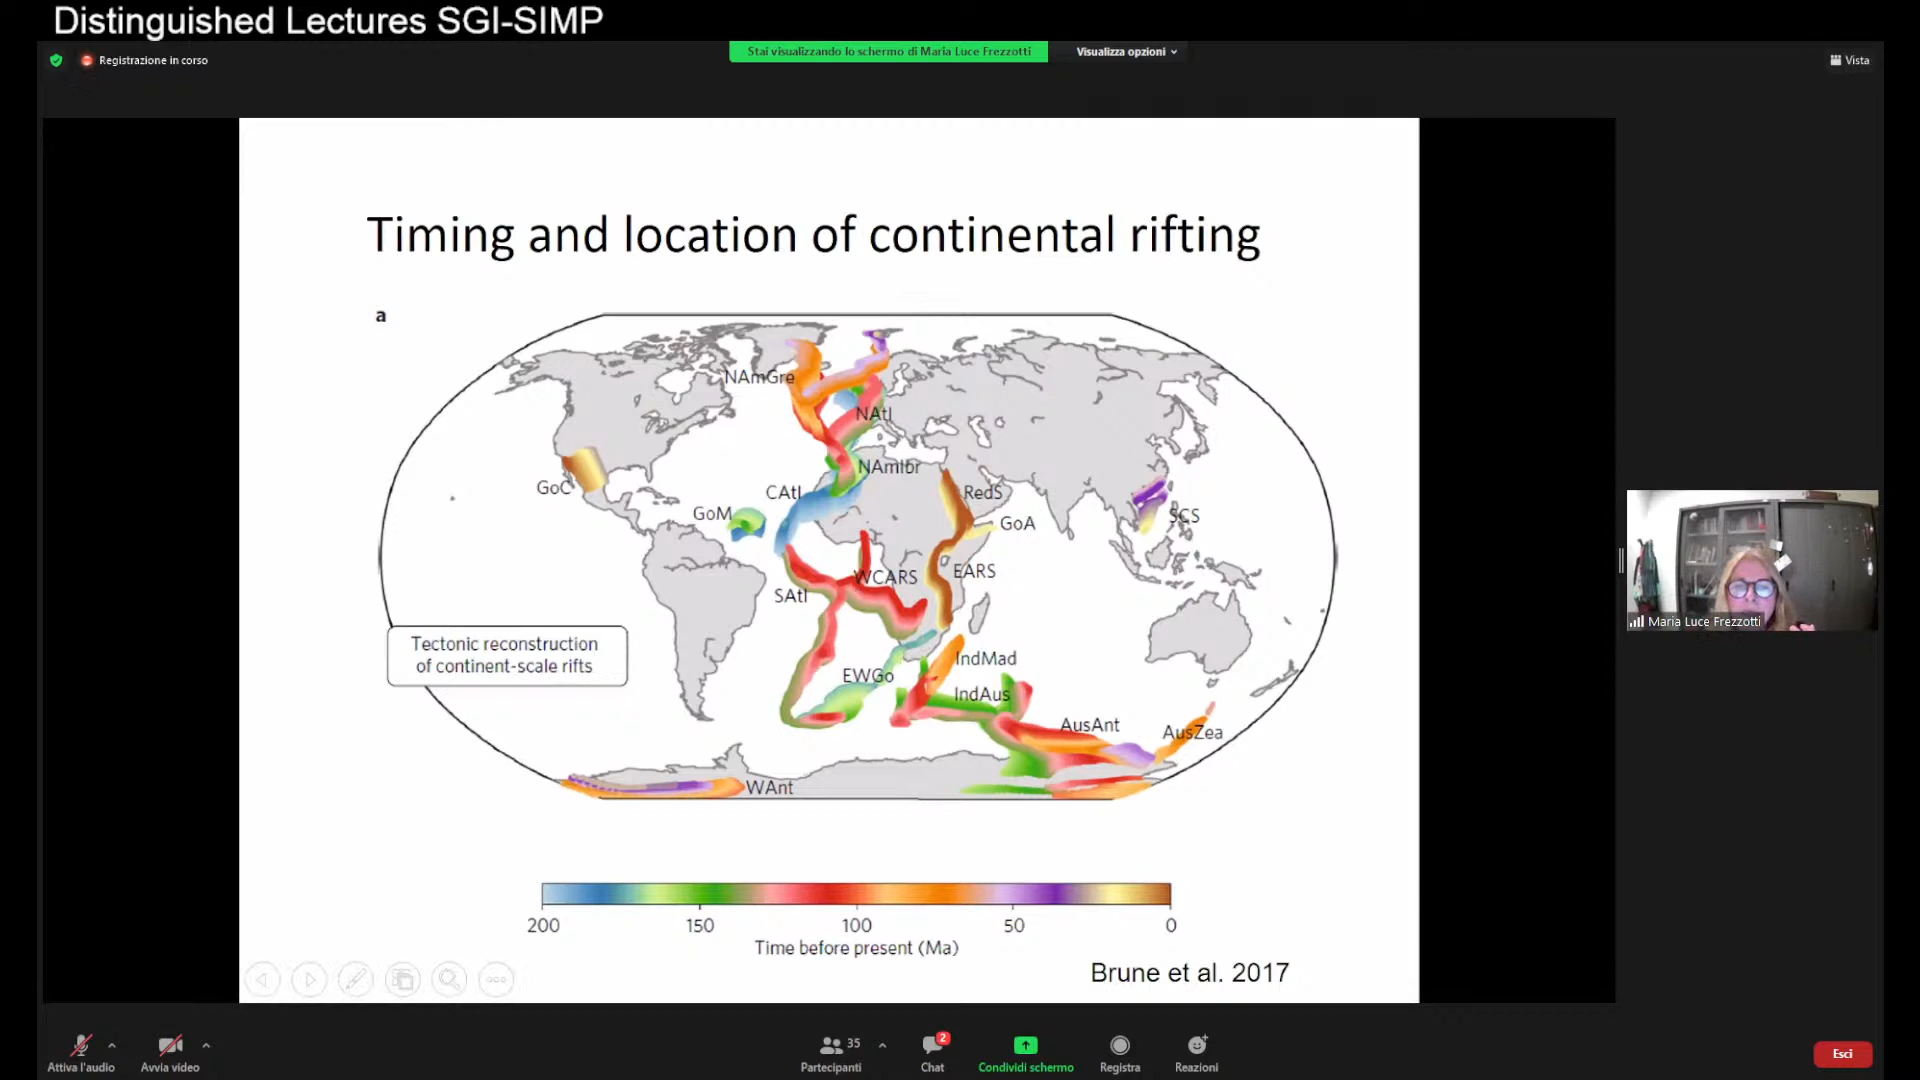 Distinguished Lectures SGI-SIMP
Stai visualizzando lo schermo di Maria Luce Frezzotti
Visualizza opzioni
Registrazione in corso
Vista
Timing and location of continental rifting
a
NAmGre
NAtl
NAmIbr
GoC
CAtl
RedS
GoM
GoA
SCS
WCARS
EARS
SAtl
Tectonic reconstruction
of continent-scale rifts
IndMad
EWGo
IndAus
AusAnt
AusZea
WAnt
200 150 100 50 0
Time before present (Ma)
Brune et al. 2017
Maria Luce Frezzotti
35
2
Attiva l'audio
Avvia video
Partecipanti
Chat
Condividi schermo
Registra
Reazioni
Esci